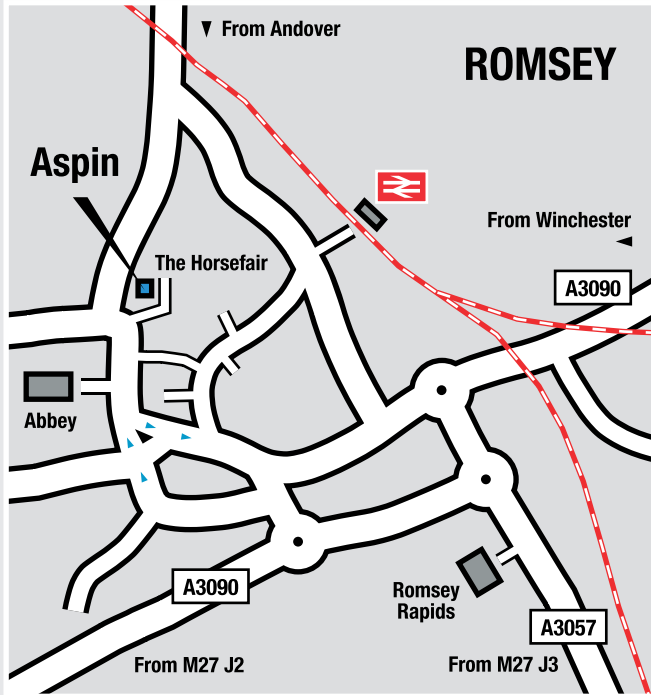 From Andover
ROMSEY
Aspin
From Winchester
The Horsefair
A3090
Abbey
A3090
Romsey
Rapids
A3057
From M27 J2
From M27 J3